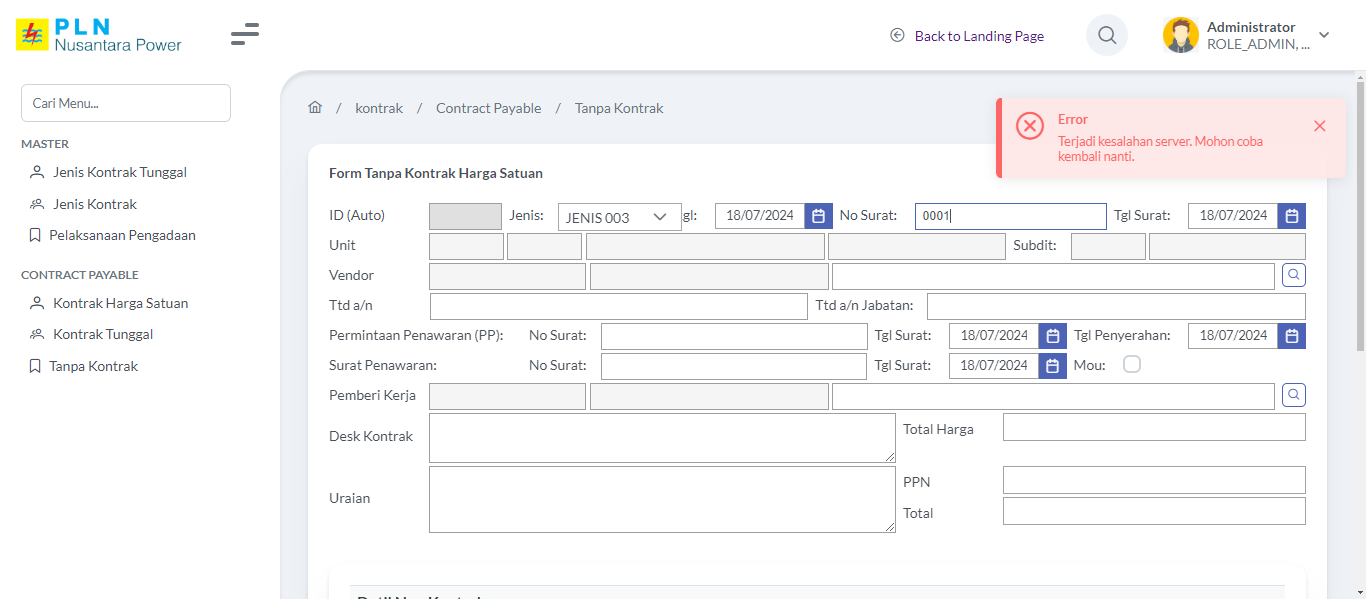 PLN
Nusantara Power
Back to Landing Page
Administrator
ROLE_ADMIN, ...
Cari Menu...
MASTER
Jenis Kontrak Tunggal
Jenis Kontrak
Pelaksanaan Pengadaan
CONTRACT PAYABLE
Kontrak Harga Satuan
Kontrak Tunggal
Tanpa Kontrak
/ kontrak / Contract Payable / Tanpa Kontrak
Error
Terjadi kesalahan server. Mohon coba
kembali nanti.
Form Tanpa Kontrak Harga Satuan
ID (Auto) Jenis: JENIS 003 gl: 18/07/2024 No Surat: 0001 Tgl Surat: 18/07/2024
Unit Subdit:
Vendor
Ttd a/n Ttd a/n Jabatan:
Permintaan Penawaran (PP): No Surat: Tgl Surat: 18/07/2024 Tgl Penyerahan: 18/07/2024
Surat Penawaran: No Surat: Tgl Surat: 18/07/2024 Mou:
Pemberi Kerja
Desk Kontrak Total Harga
Uraian PPN
Total